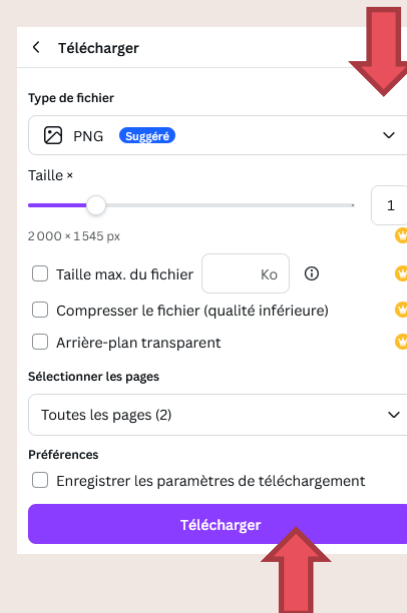 Télécharger
Type de fichier
PNG Suggéré
Taille ×
1
2 000 × 1 545 px
Taille max. du fichier Ko
Compresser le fichier (qualité inférieure)
Arrière-plan transparent
Sélectionner les pages
Toutes les pages (2)
Préférences
Enregistrer les paramètres de téléchargement
Télécharger